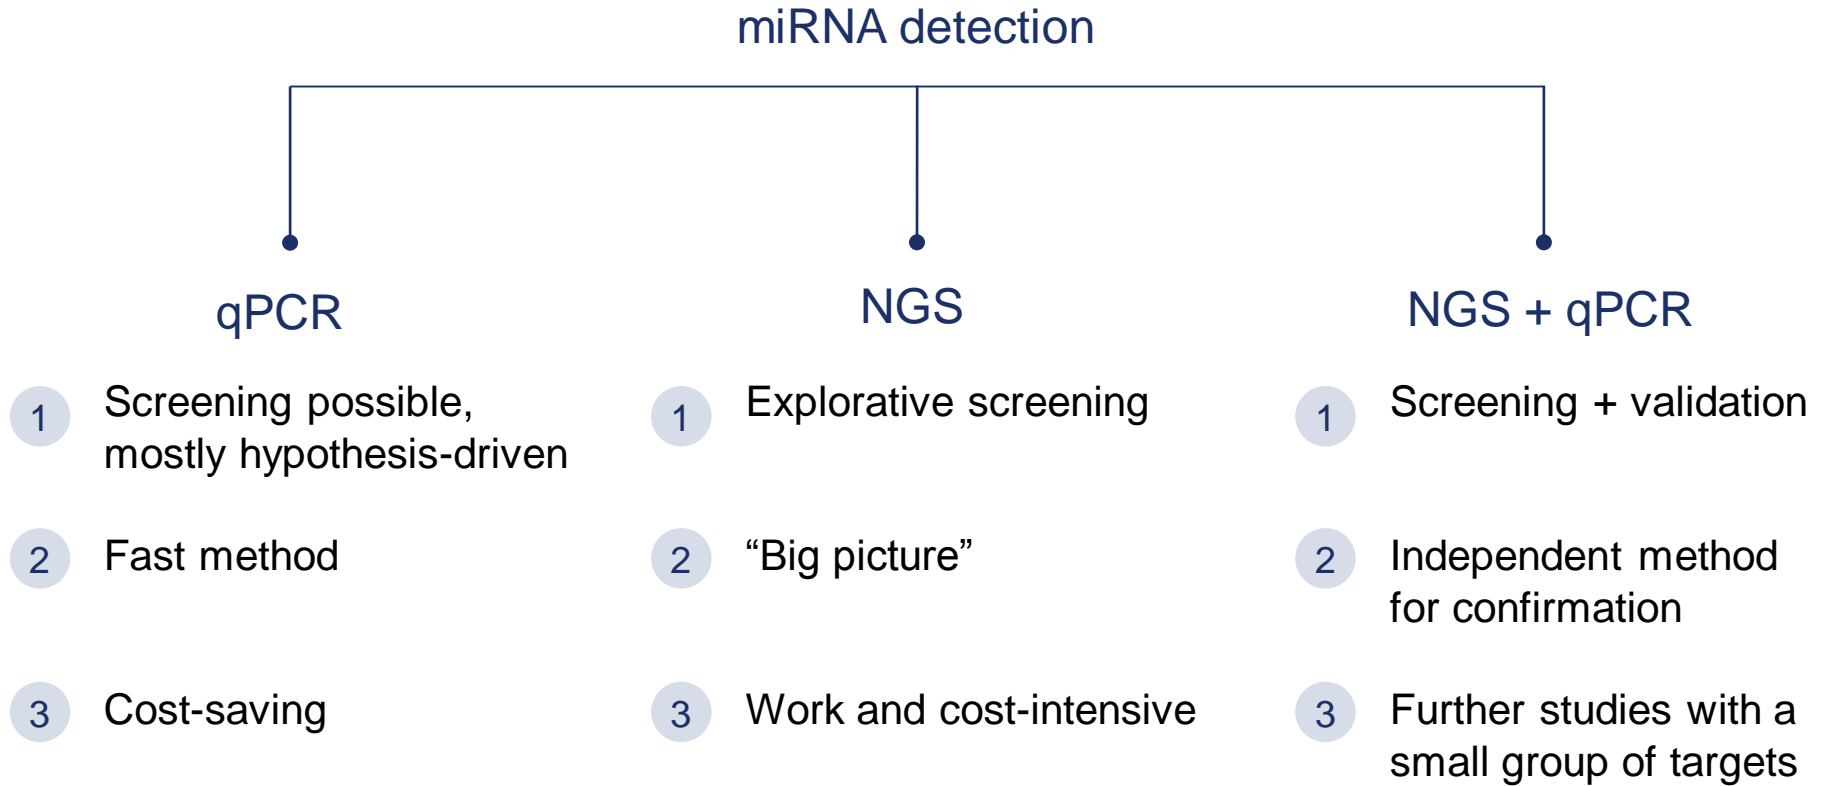 miRNA detection
qPCR
1
Screening possible,
mostly hypothesis-driven
2
Fast method
3
Cost-saving
NGS
1
Explorative screening
2
“Big picture”
3
Work and cost-intensive
NGS + qPCR
1
Screening + validation
2
Independent method
for confirmation
3
Further studies with a
small group of targets